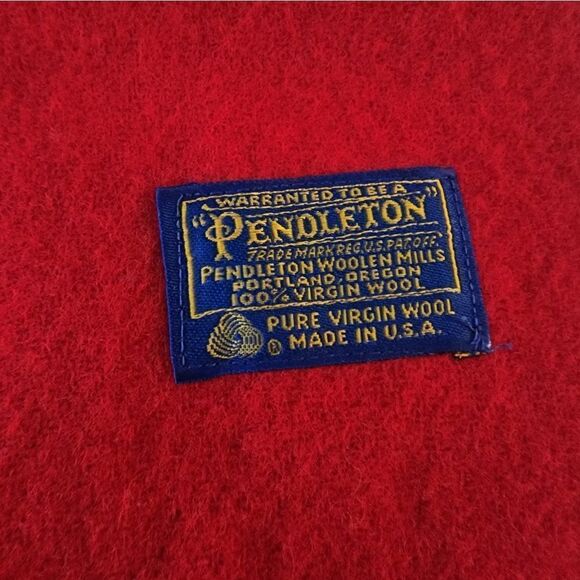 WARRANTED TO BE A
"PENDLETON"
TRADE MARK REG. U.S. PAT. OFF.
PENDLETON WOOLEN MILLS
PORTLAND, OREGON
100% VIRGIN WOOL
PURE VIRGIN WOOL
® MADE IN U.S.A.